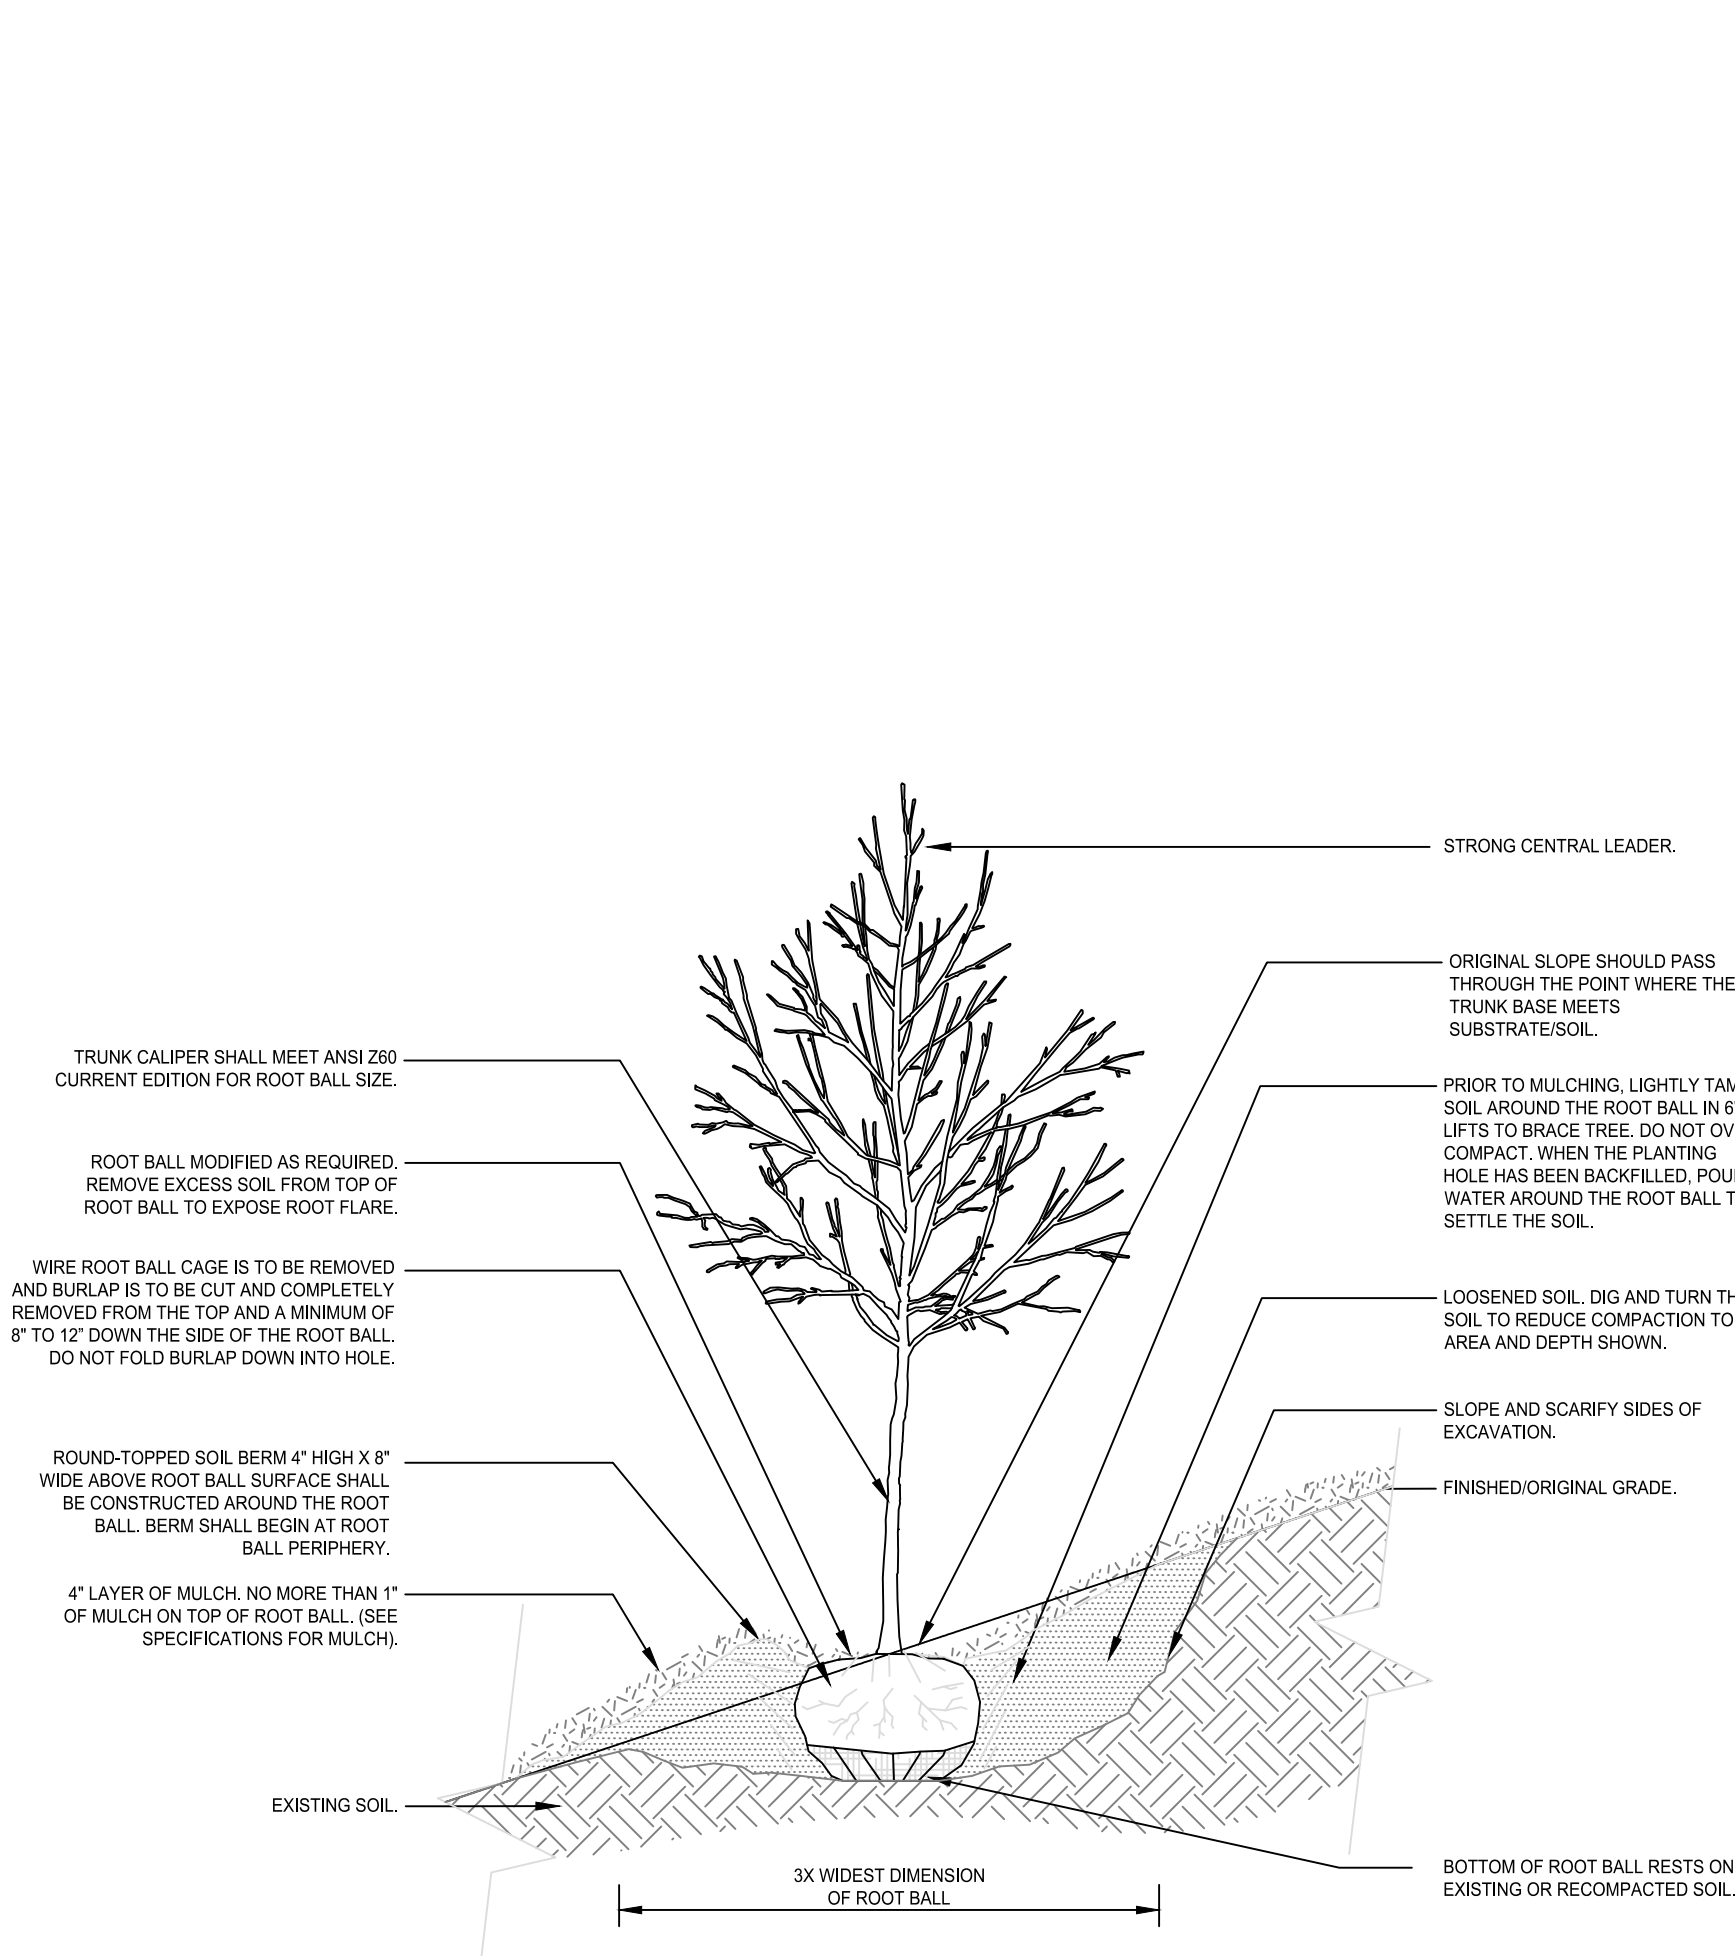 STRONG CENTRAL LEADER.
ORIGINAL SLOPE SHOULD PASS
THROUGH THE POINT WHERE THE
TRUNK BASE MEETS
SUBSTRATE/SOIL.
PRIOR TO MULCHING, LIGHTLY
SOIL AROUND THE ROOT BALL IN 6"
LIFTS TO BRACE TREE. DO NOT
COMPACT. WHEN THE PLANTING
HOLE HAS BEEN BACKFILLED,
WATER AROUND THE ROOT BALL
SETTLE THE SOIL.
LOOSENED SOIL. DIG AND TURN
SOIL TO REDUCE COMPACTION TO
AREA AND DEPTH SHOWN.
SLOPE AND SCARIFY SIDES OF
EXCAVATION.
FINISHED/ORIGINAL GRADE.
BOTTOM OF ROOT BALL RESTS ON
EXISTING OR RECOMPACTED SOIL.
TRUNK CALIPER SHALL MEET ANSI Z60
CURRENT EDITION FOR ROOT BALL SIZE.
ROOT BALL MODIFIED AS REQUIRED.
REMOVE EXCESS SOIL FROM TOP OF
ROOT BALL TO EXPOSE ROOT FLARE.
WIRE ROOT BALL CAGE IS TO BE REMOVED
AND BURLAP IS TO BE CUT AND COMPLETELY
REMOVED FROM THE TOP AND A MINIMUM OF
8" TO 12” DOWN THE SIDE OF THE ROOT BALL.
DO NOT FOLD BURLAP DOWN INTO HOLE.
ROUND-TOPPED SOIL BERM 4" HIGH X 8"
WIDE ABOVE ROOT BALL SURFACE SHALL
BE CONSTRUCTED AROUND THE ROOT
BALL. BERM SHALL BEGIN AT ROOT
BALL PERIPHERY.
4" LAYER OF MULCH. NO MORE THAN 1"
OF MULCH ON TOP OF ROOT BALL. (SEE
SPECIFICATIONS FOR MULCH).
EXISTING SOIL.
3X WIDEST DIMENSION
OF ROOT BALL